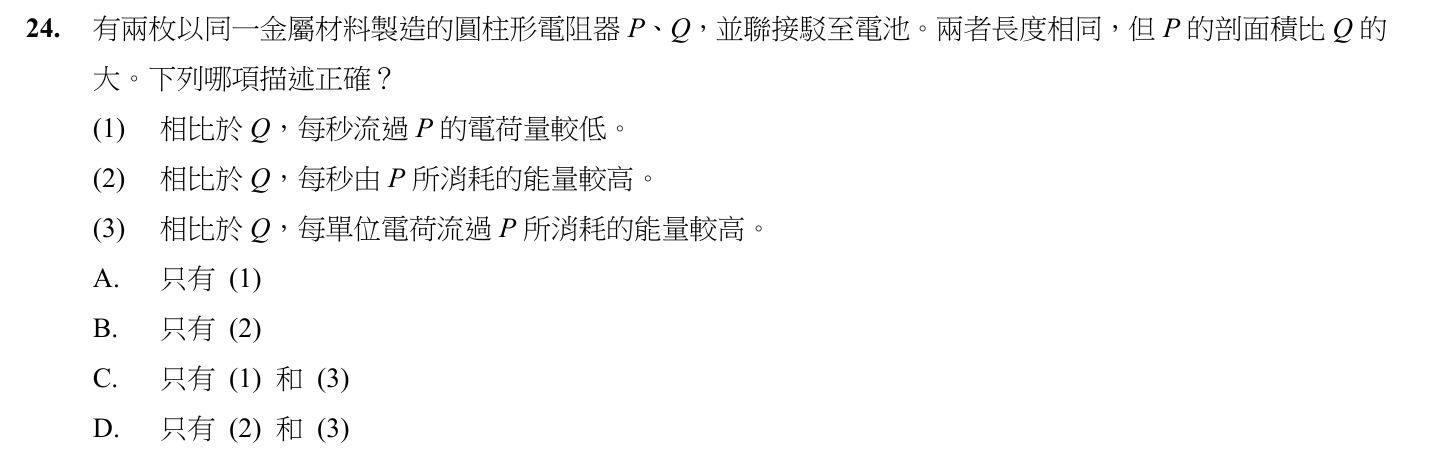 24. 有兩枚以同一金屬材料製造的圓柱形電阻器 P、Q，並聯接駁至電池。兩者長度相同，但 P 的剖面積比 Q 的
大。下列哪項描述正確？
(1) 相比於 Q，每秒流過 P 的電荷量較低。
(2) 相比於 Q，每秒由 P 所消耗的能量較高。
(3) 相比於 Q，每單位電荷流過 P 所消耗的能量較高。
A. 只有 (1)
B. 只有 (2)
C. 只有 (1) 和 (3)
D. 只有 (2) 和 (3)